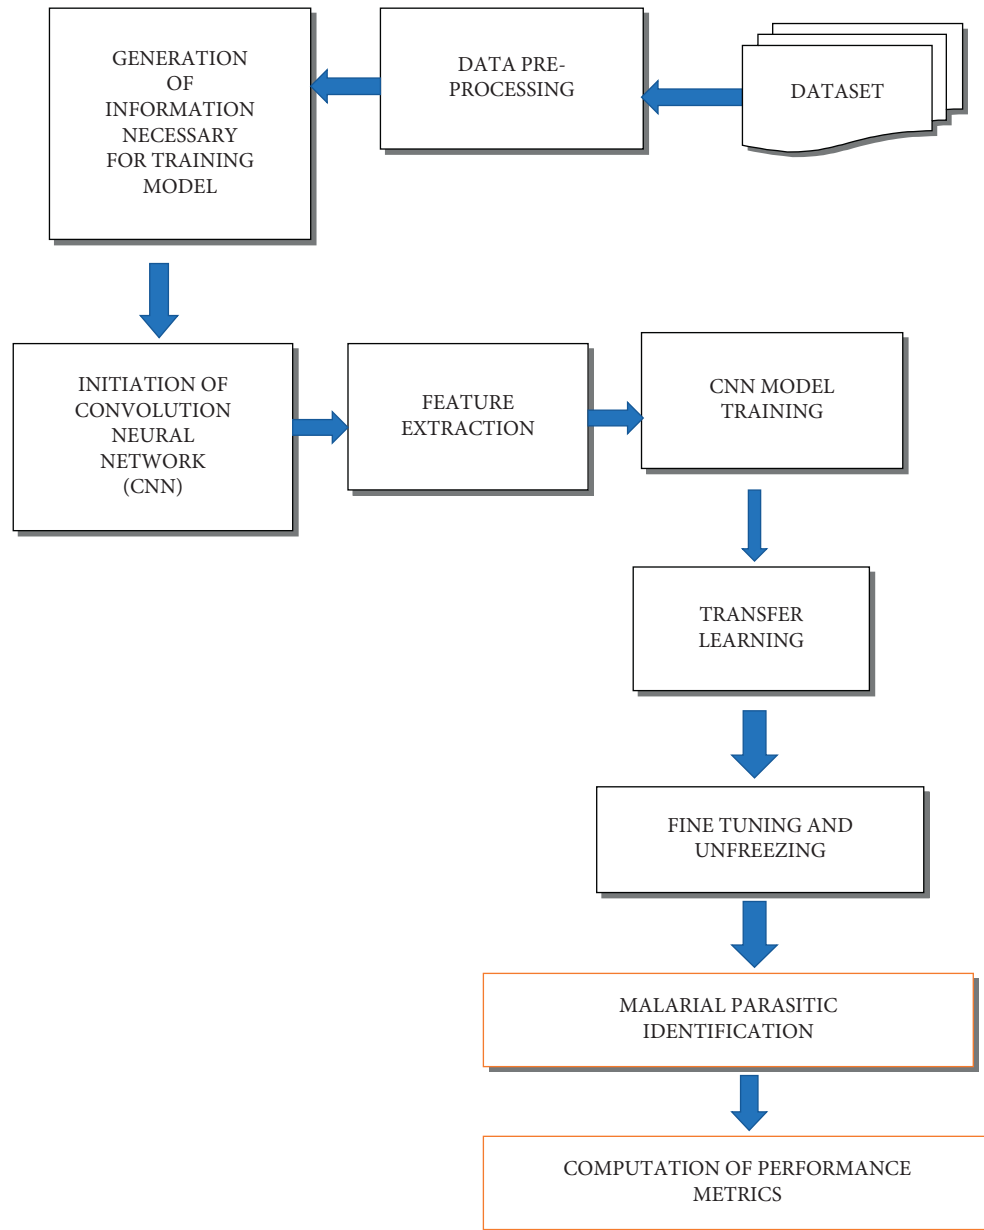 DATASET
DATA PRE-
PROCESSING
GENERATION
OF
INFORMATION
NECESSARY
FOR TRAINING
MODEL
INITIATION OF
CONVOLUTION
NEURAL
NETWORK
(CNN)
FEATURE
EXTRACTION
CNN MODEL
TRAINING
TRANSFER
LEARNING
FINE TUNING AND
UNFREEZING
MALARIAL PARASITIC
IDENTIFICATION
COMPUTATION OF PERFORMANCE
METRICS